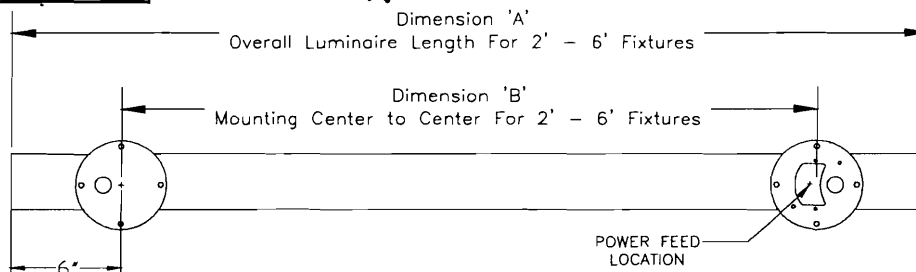 Dimension 'A'
Overall Luminaire Length For 2' – 6' Fixtures
Dimension 'B'
Mounting Center to Center For 2' – 6' Fixtures
POWER FEED
LOCATION
6"